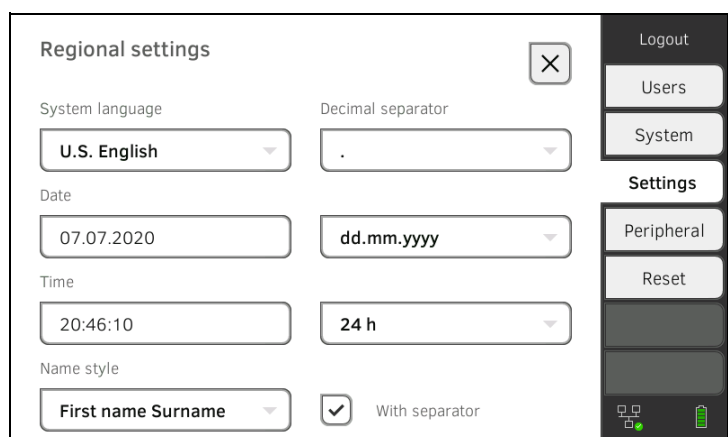 Regional settings
System language
Decimal separator
U.S. English
.
Date
07.07.2020
dd.mm.yyyy
Time
20:46:10
24 h
Name style
First name Surname
With separator
Logout
Users
System
Settings
Peripheral
Reset